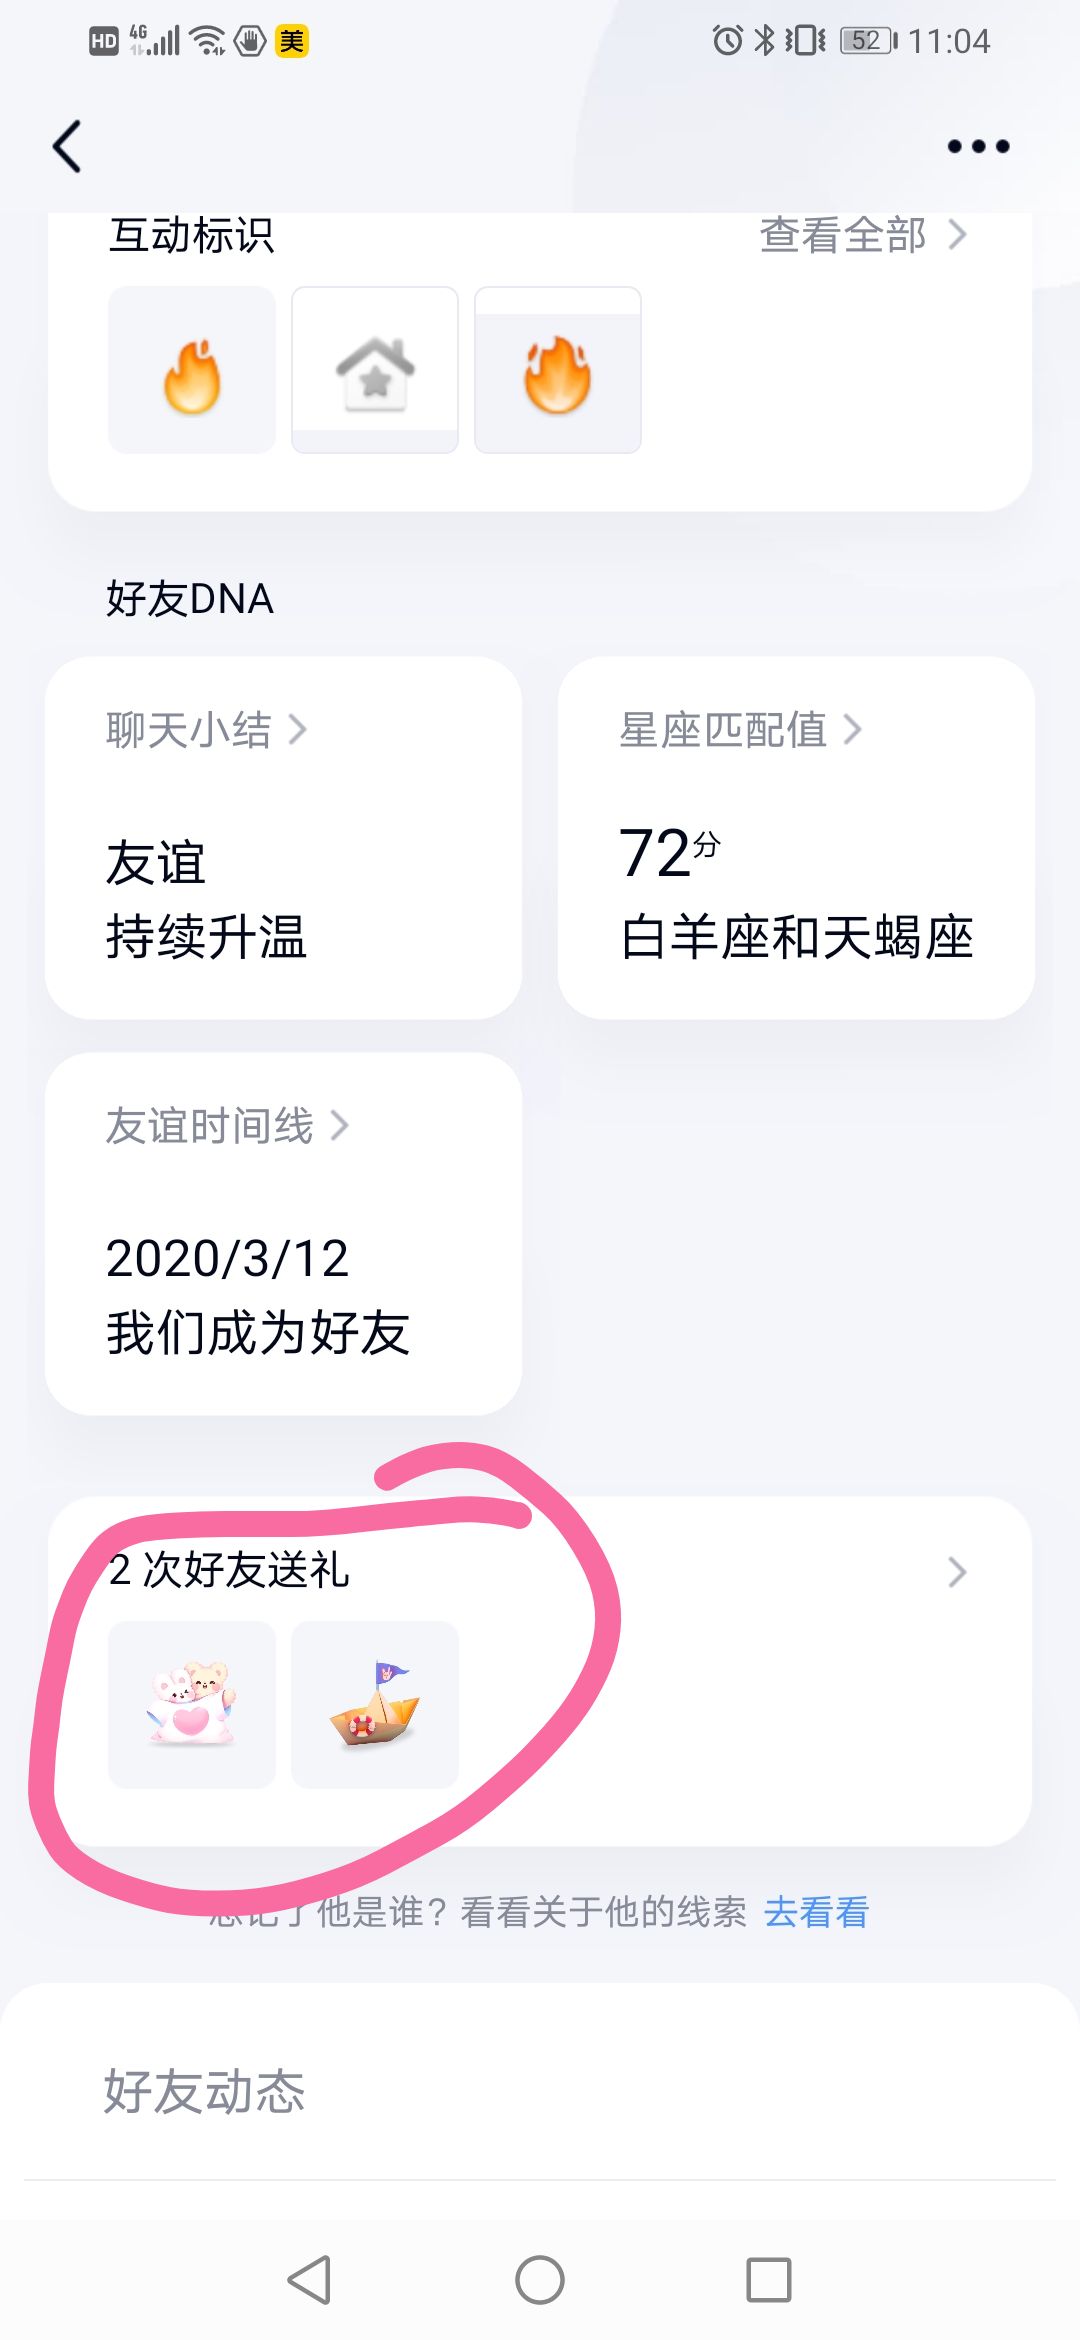 HD 4G 美 52 11:04
互动标识 查看全部
好友DNA
聊天小结
星座匹配值
友谊
持续升温
72分
白羊座和天蝎座
友谊时间线
2020/3/12
我们成为好友
2 次好友送礼
忘记了他是谁？看看关于他的线索 去看看
好友动态